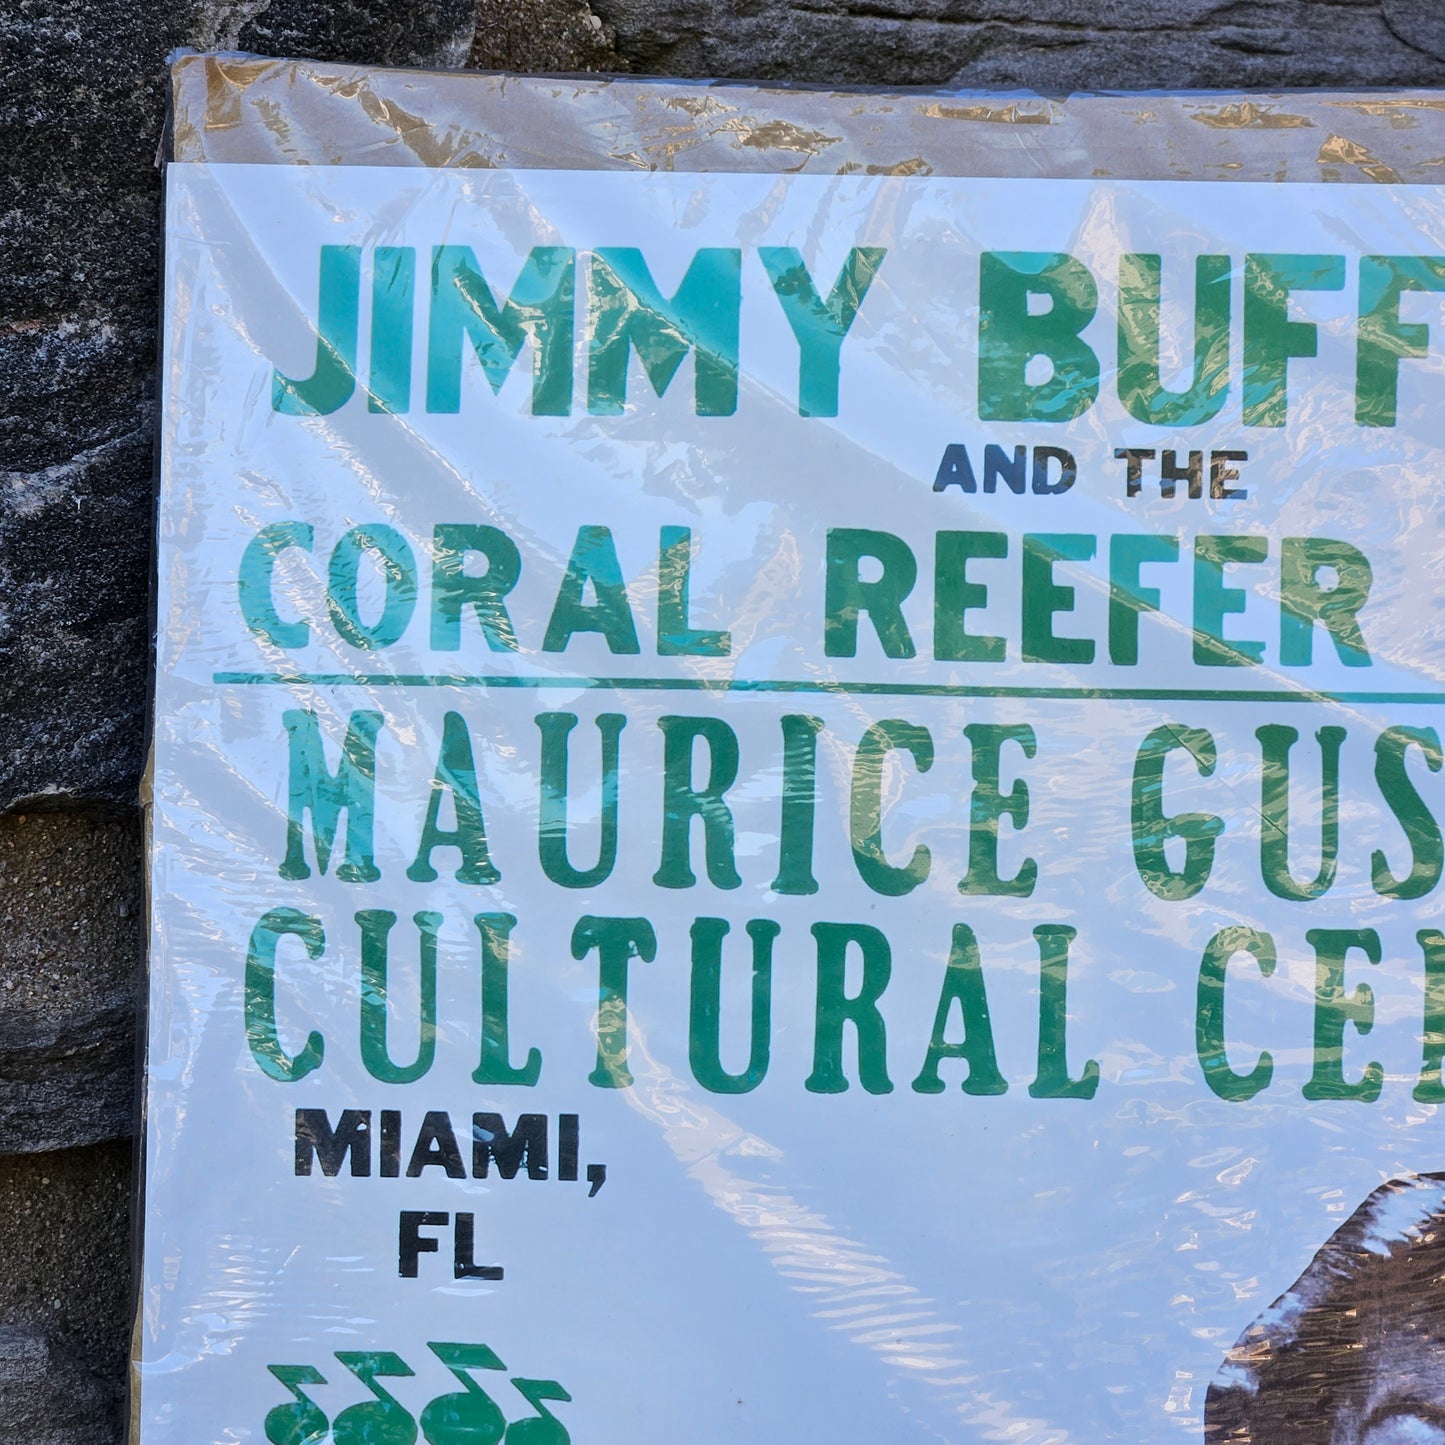 JIMMY BUFF
AND THE
CORAL REEFER
MAURICE GUS
CULTURAL CE
MIAMI,
FL